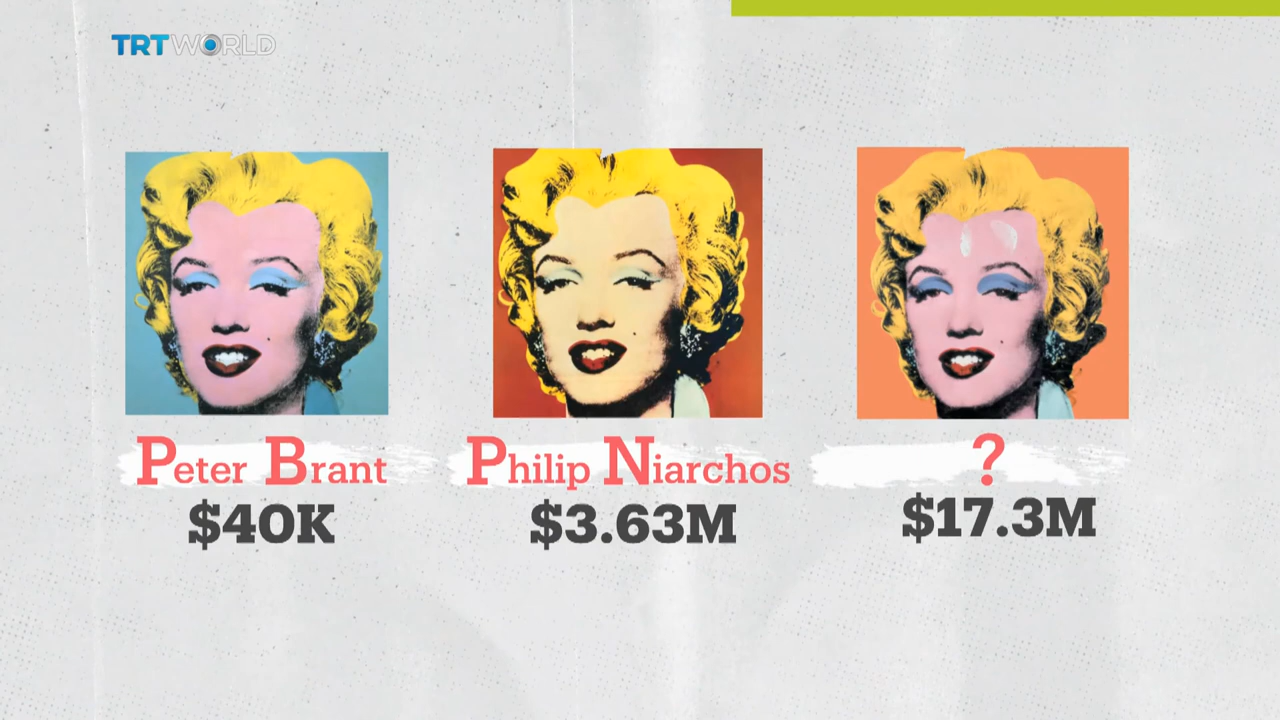 TRT WORLD
Peter Brant
$40K
Philip Niarchos
$3.63M
?
$17.3M